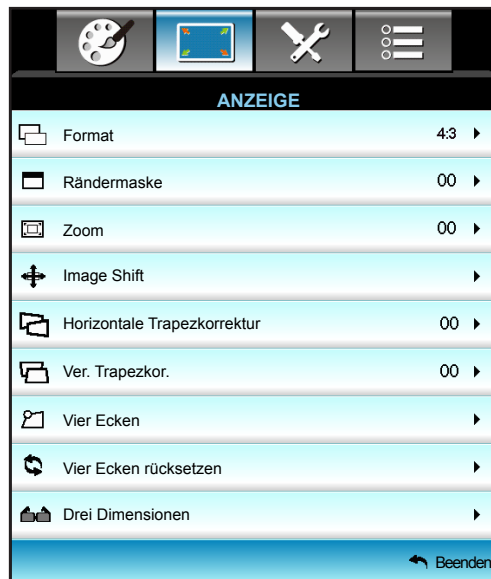 ANZEIGE
Format 4:3
Rändermaske 00
Zoom 00
Image Shift
Horizontale Trapezkorrektur 00
Ver. Trapezkor. 00
Vier Ecken
Vier Ecken rücksetzen
Drei Dimensionen
Beenden